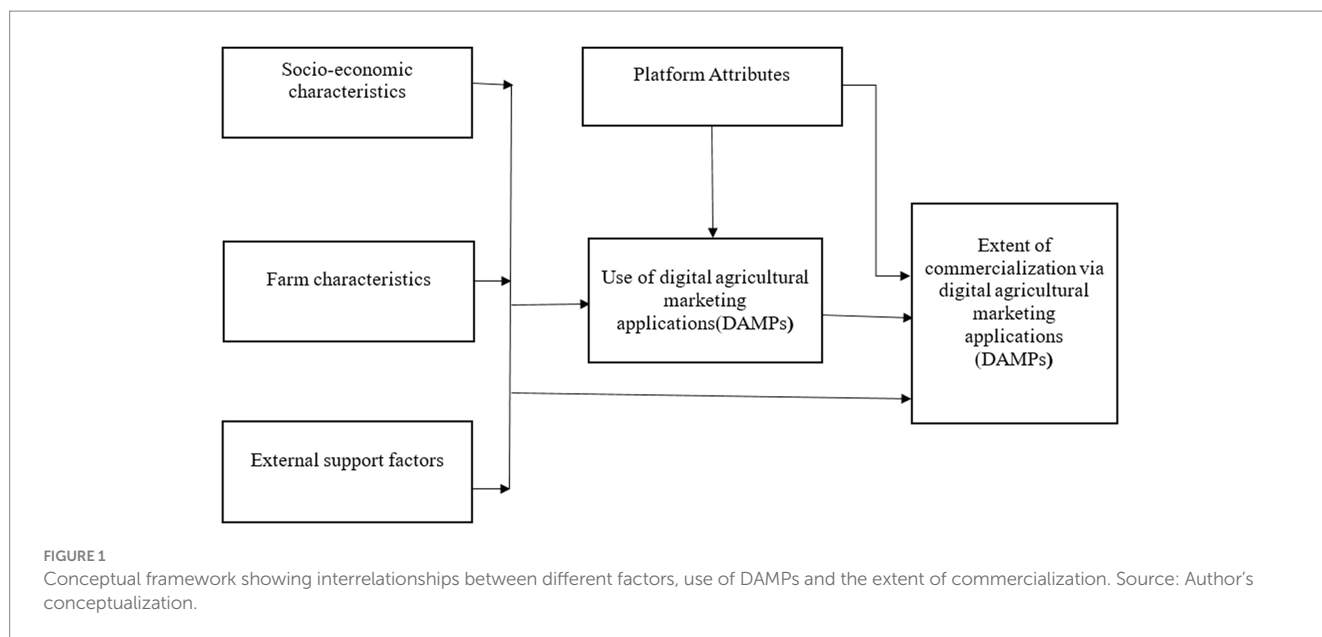 Socio-economic
characteristics
Platform Attributes
Farm characteristics
Use of digital agricultural
marketing
applications(DAMPs)
Extent of
commercialization via
digital agricultural
marketing
applications
(DAMPs)
External support factors
FIGURE 1
Conceptual framework showing interrelationships between different factors, use of DAMPs and the extent of commercialization. Source: Author's
conceptualization.